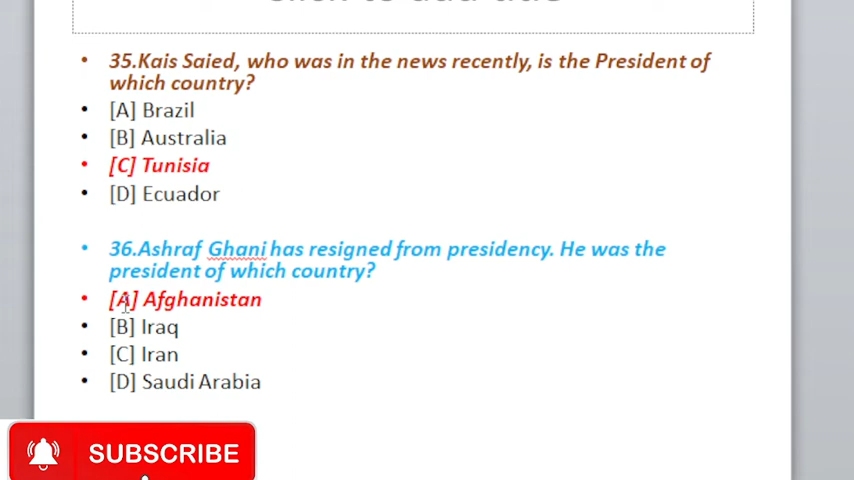 35.Kais Saied, who was in the news recently, is the President of
which country?
[A] Brazil
[B] Australia
[C] Tunisia
[D] Ecuador
36.Ashraf Ghani has resigned from presidency. He was the
president of which country?
[A] Afghanistan
[B] Iraq
[C] Iran
[D] Saudi Arabia
SUBSCRIBE